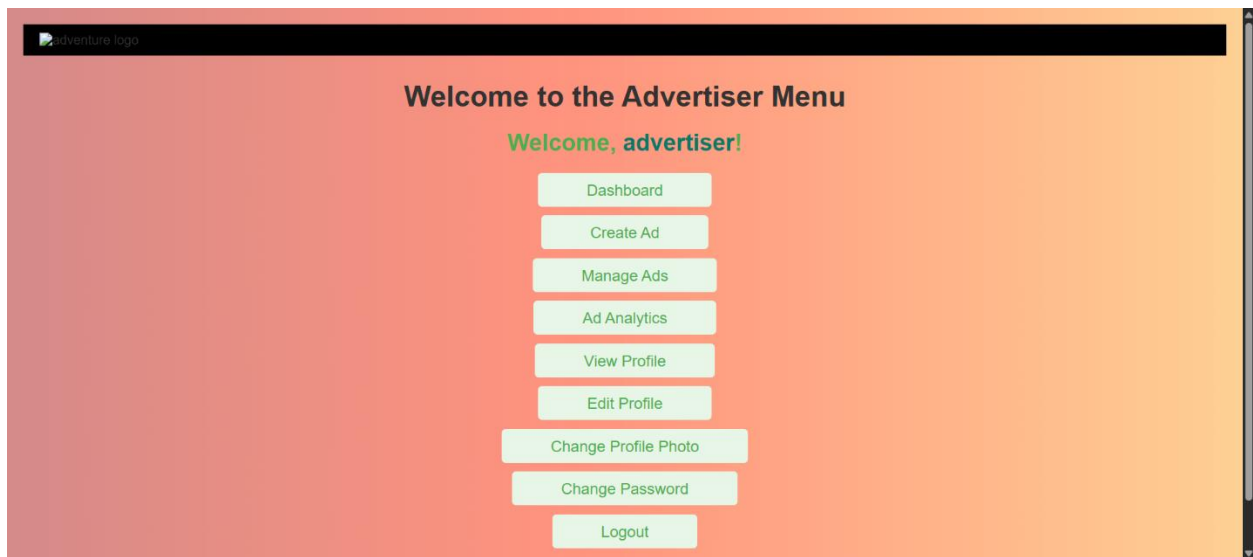 adventure logo
Welcome to the Advertiser Menu
Welcome, advertiser!
Dashboard
Create Ad
Manage Ads
Ad Analytics
View Profile
Edit Profile
Change Profile Photo
Change Password
Logout